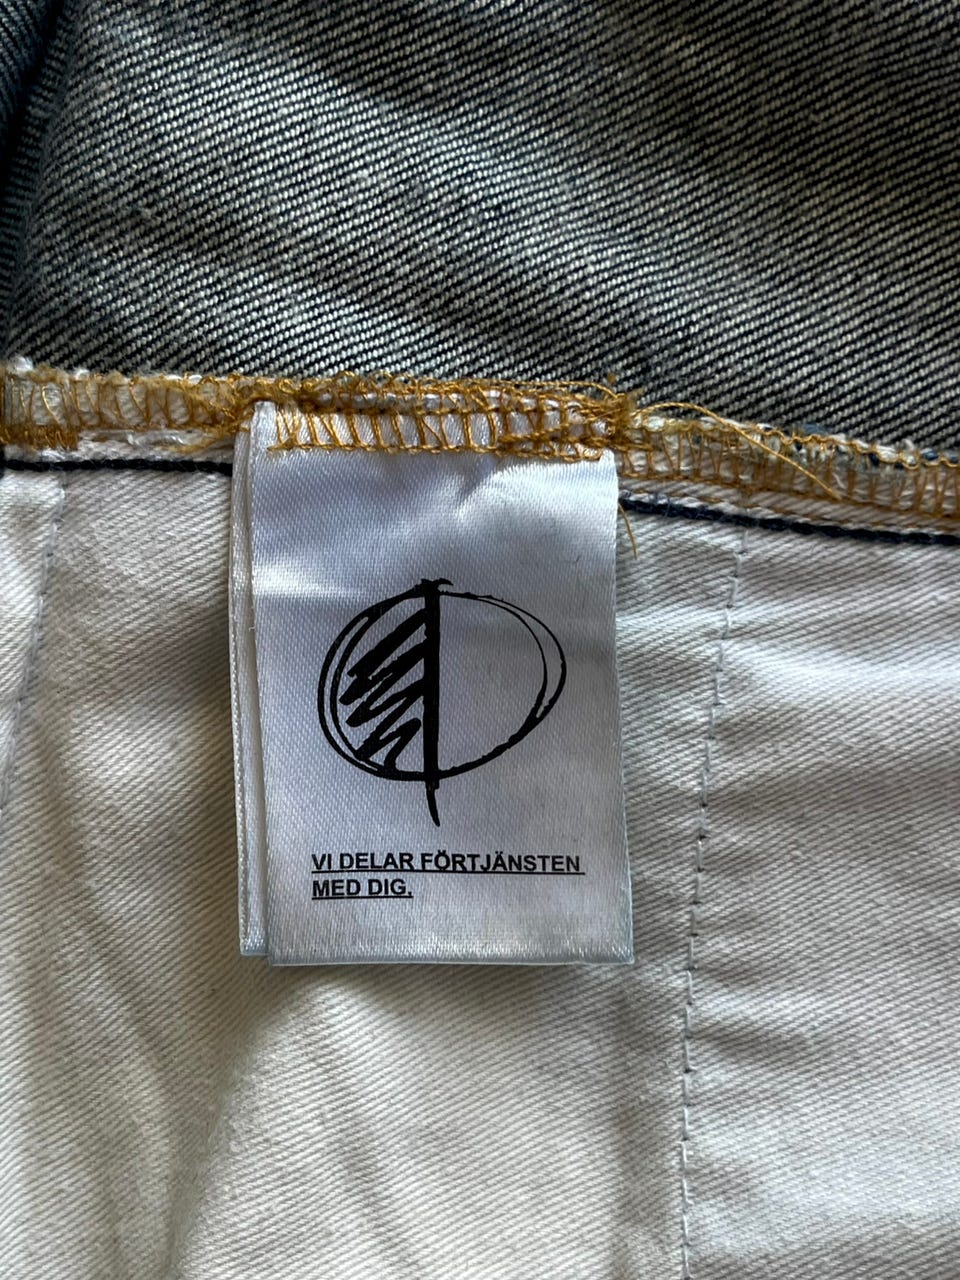 VI DELAR FÖRTJÄNSTEN
MED DIG.